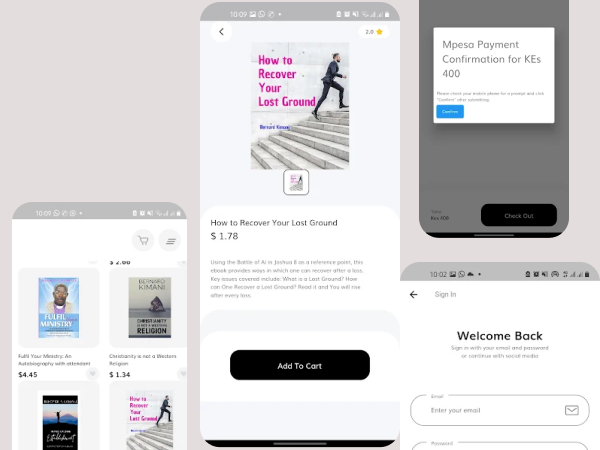 10:09
$ 2.66
FULFIL
MINISTRY
Fulfil Your Ministry: An
Autobiography with attendant
$4.45
BERNARD
KIMANI
CHRISTIANITY
IS NOT A WESTERN
RELIGION
Christianity is not a Western
Religion
$ 1.34
Establishment
How to
Recover
Your
Lost Ground
10:09
2.0
How to
Recover
Your
Lost Ground
Bernard Kimani
How to Recover Your Lost Ground
$ 1.78
Using the Battle of Ai in Joshua 8 as a reference point, this
ebook provides ways in which one can recover after a loss.
Key issues covered include: What is a Lost Ground? How
can One Recover a Lost Ground? Read it and You will rise
after every loss.
Add To Cart
Mpesa Payment
Confirmation for KEs
400
Please check your mobile phone for a prompt and click
"Confirm" after submitting.
Confirm
Total:
Kes 400
Check Out
10:02
Sign In
Welcome Back
Sign in with your email and password
or continue with social media
Email
Enter your email
Password